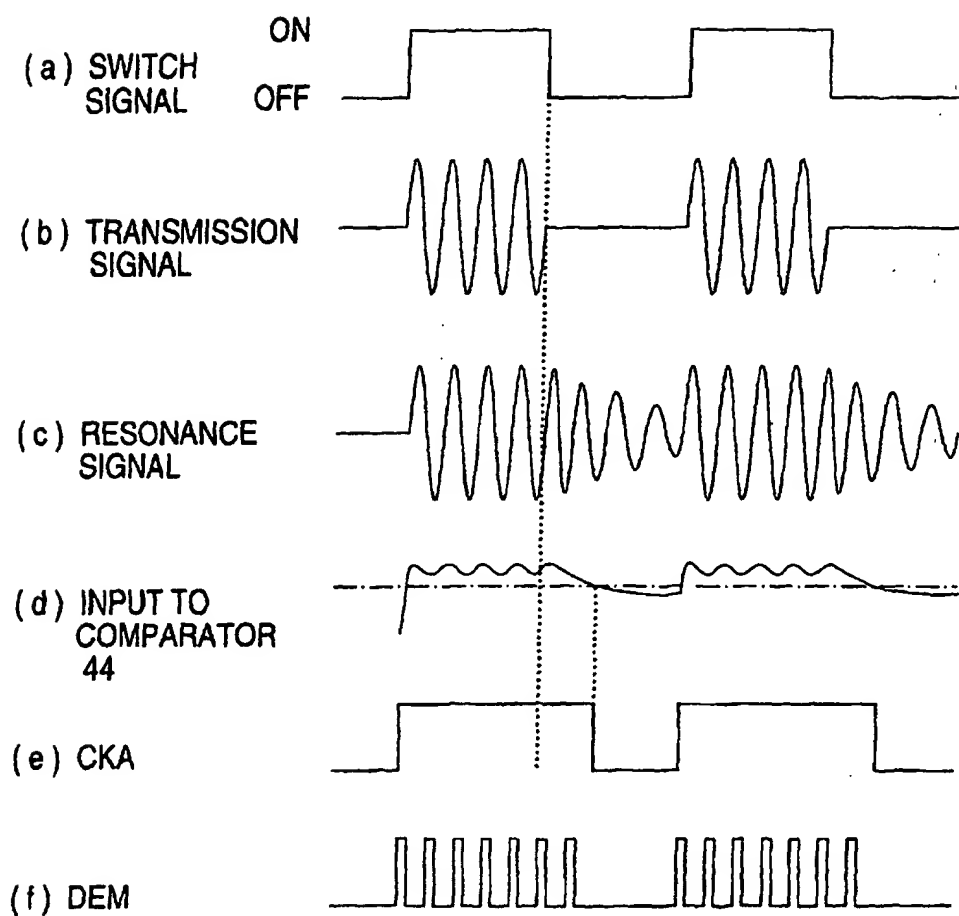 ON
(a) SWITCH
SIGNAL
OFF
(b) TRANSMISSION
SIGNAL
(c) RESONANCE
SIGNAL
(d) INPUT TO
COMPARATOR
44
(e) CKA
(f) DEM